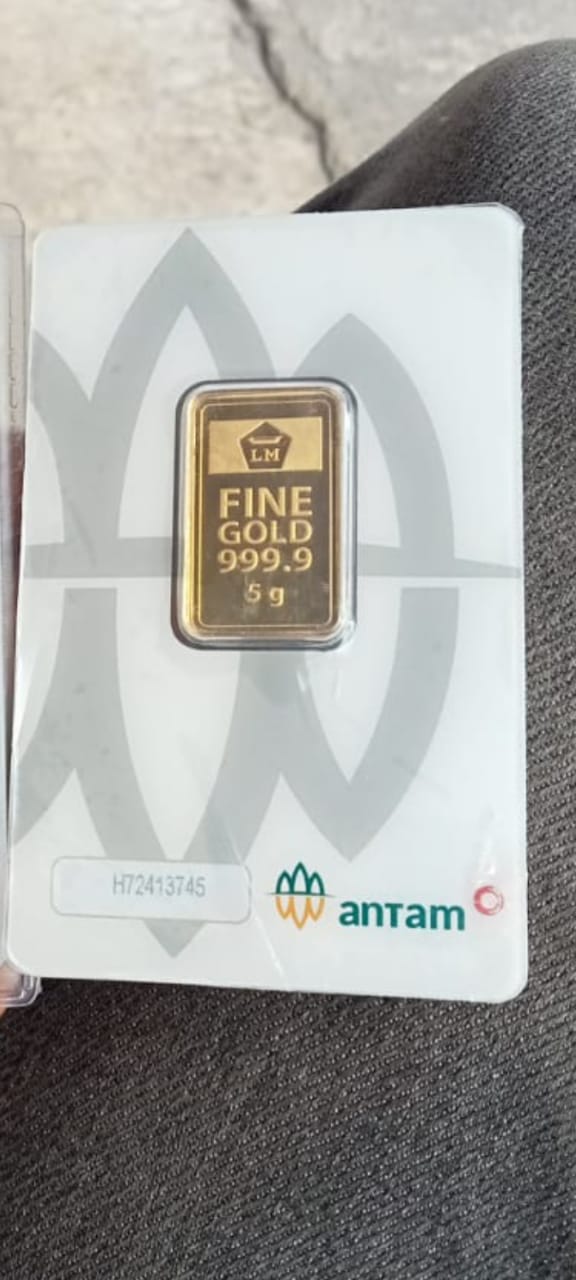 LM
FINE
GOLD
999.9
5 g
H72413745
antam